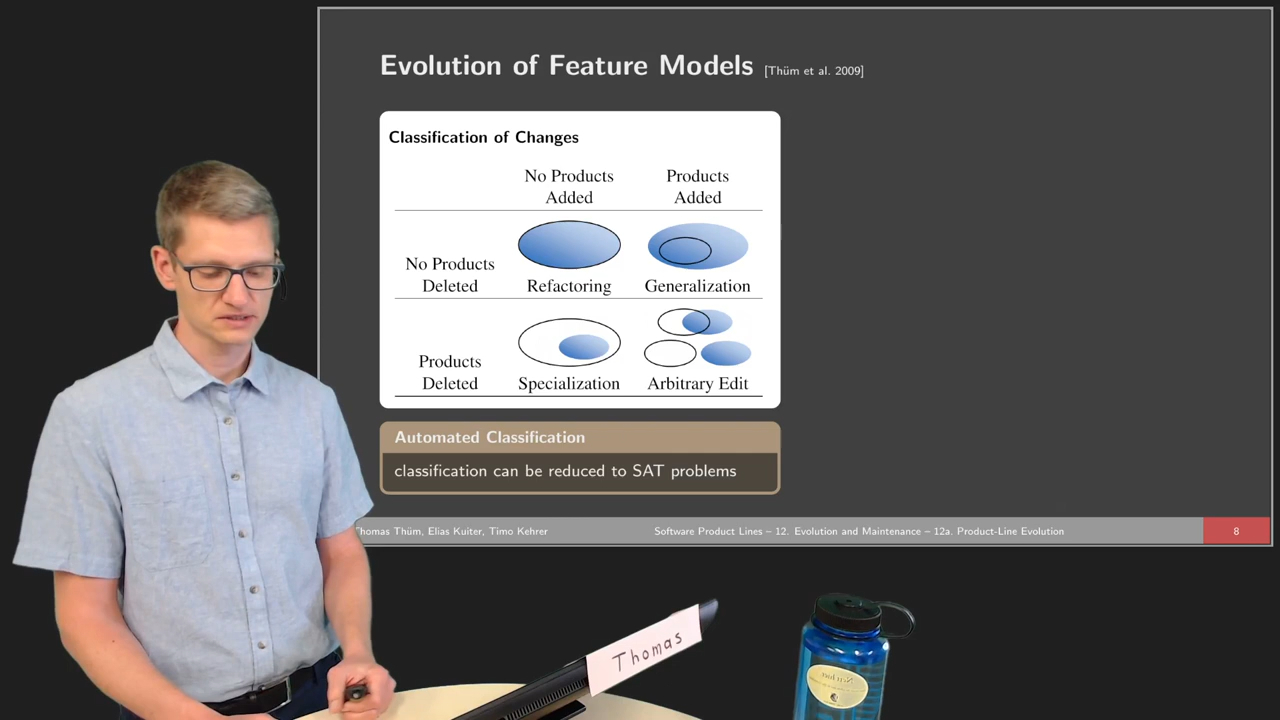 Evolution of Feature Models [Thüm et al. 2009]
Classification of Changes
No Products Added
Products Added
No Products Deleted
Refactoring
Generalization
Products Deleted
Specialization
Arbitrary Edit
Automated Classification
classification can be reduced to SAT problems
Thomas Thüm, Elias Kuiter, Timo Kehrer
Software Product Lines – 12. Evolution and Maintenance – 12a. Product-Line Evolution
8
Thomas